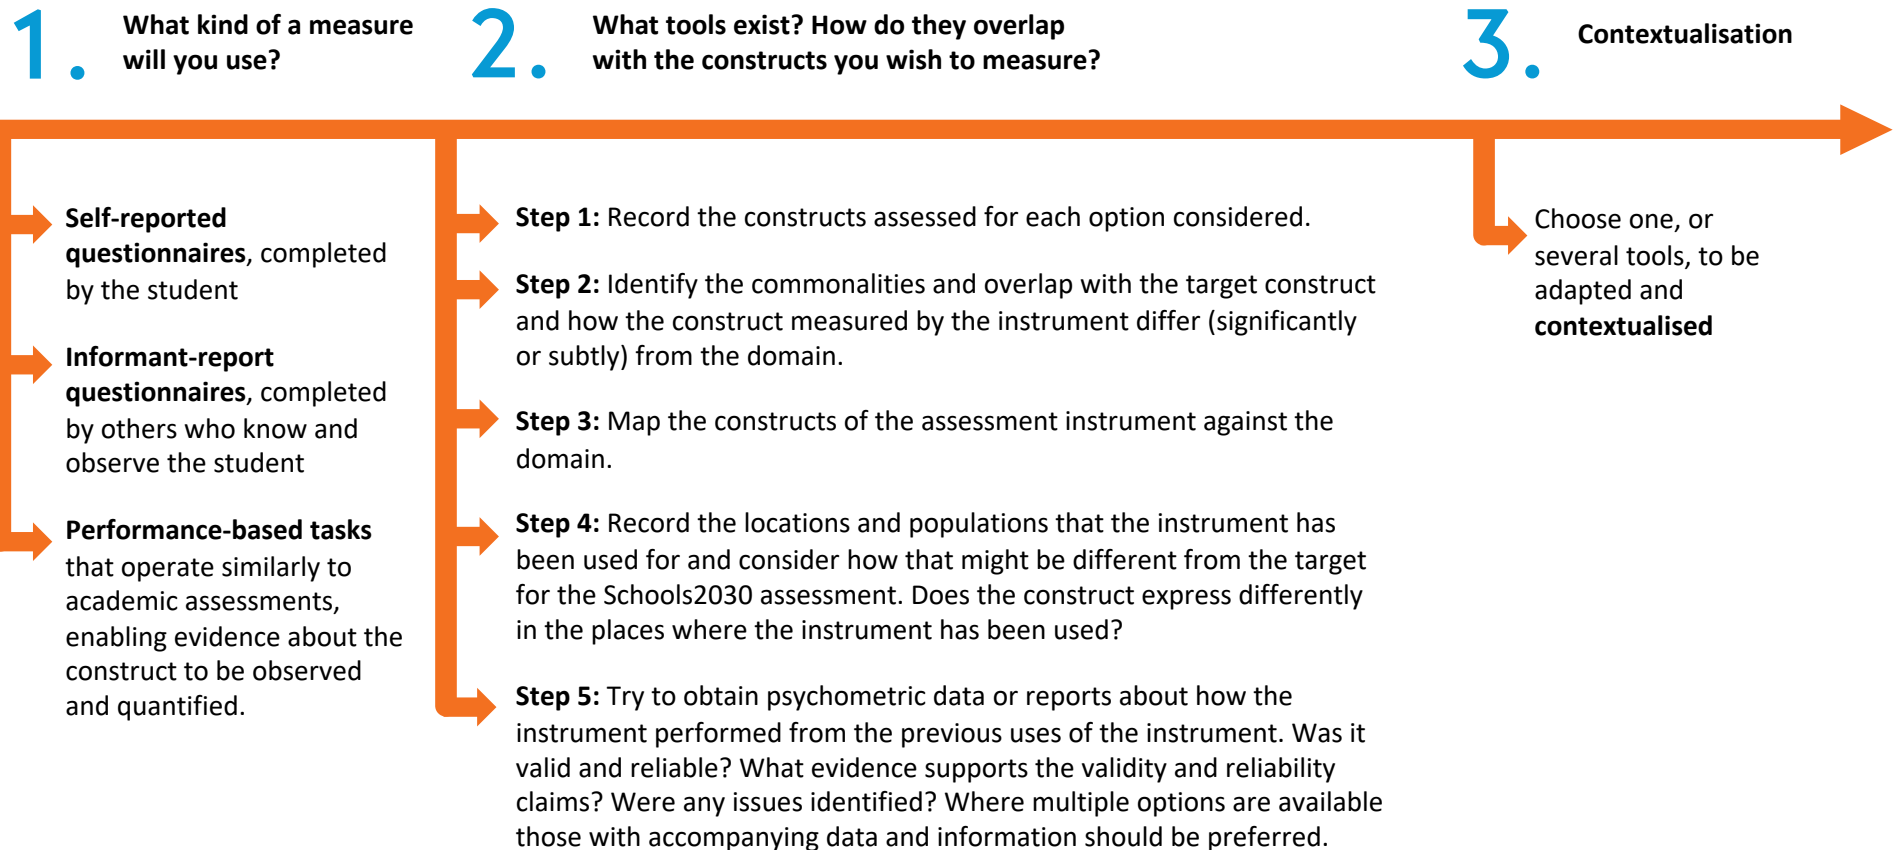 1.
What kind of a measure
will you use?
2.
What tools exist? How do they overlap
with the constructs you wish to measure?
3.
Contextualisation
Self-reported
questionnaires, completed
by the student
Informant-report
questionnaires, completed
by others who know and
observe the student
Performance-based tasks
that operate similarly to
academic assessments,
enabling evidence about the
construct to be observed
and quantified.
Step 1: Record the constructs assessed for each option considered.
Step 2: Identify the commonalities and overlap with the target construct
and how the construct measured by the instrument differ (significantly
or subtly) from the domain.
Step 3: Map the constructs of the assessment instrument against the
domain.
Step 4: Record the locations and populations that the instrument has
been used for and consider how that might be different from the target
for the Schools2030 assessment. Does the construct express differently
in the places where the instrument has been used?
Step 5: Try to obtain psychometric data or reports about how the
instrument performed from the previous uses of the instrument. Was it
valid and reliable? What evidence supports the validity and reliability
claims? Were any issues identified? Where multiple options are available
those with accompanying data and information should be preferred.
Choose one, or
several tools, to be
adapted and
contextualised